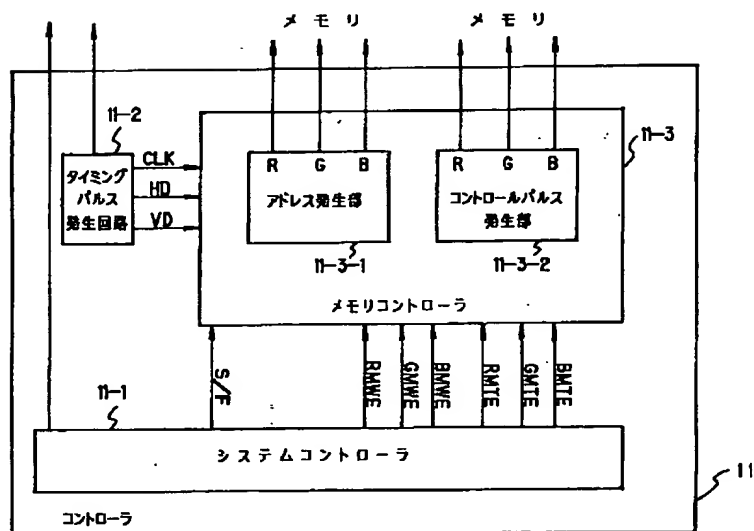 メモリ メモリ
11-2
11-3
CLK
HD
VD
タイミング
パルス
発生回路
R G B
アドレス発生部
11-3-1
R G B
コントロールパルス
発生部
11-3-2
メモリコントローラ
S/F
RMWE
GMWE
BMWE
RMTE
GMTE
BMTE
11-1
システムコントローラ
コントローラ
11